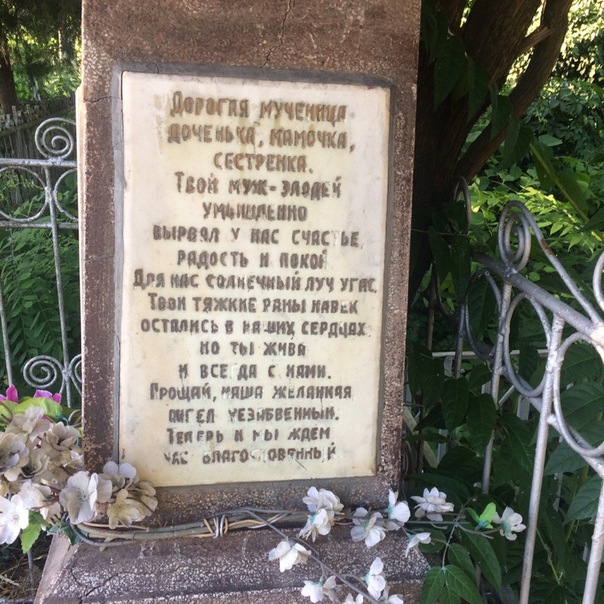 Дорогая мученица
доченька, мамочка,
сестренка.
Твой муж-злодей
умышленно
вырвал у нас счастье,
радость и покой
Для нас солнечный луч угас.
Твои тяжкие раны навек
остались в наших сердцах
но ты жива
и всегда с нами.
Прощай, наша желанная
ангел незабвенный.
Теперь и мы ждем
час благословенный